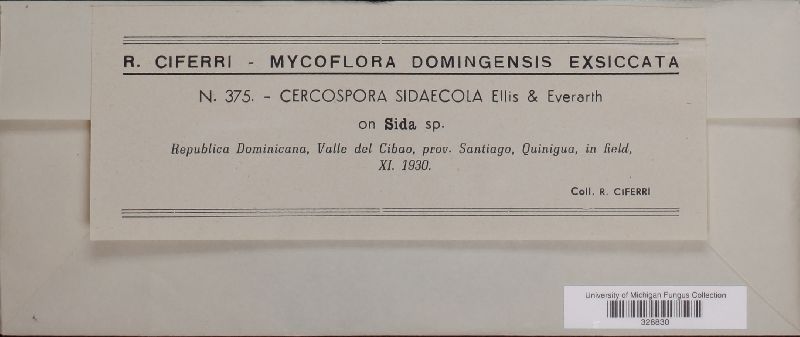 R. CIFERRI - MYCOFLORA DOMINGENSIS EXSICCATA
N. 375. - CERCOSPORA SIDAECOLA Ellis & Everarth
on Sida sp.
Republica Dominicana, Valle del Cibao, prov. Santiago, Quinigua, in field,
XI. 1930.
Coll. R. CIFERRI
University of Michigan Fungus Collection
326830